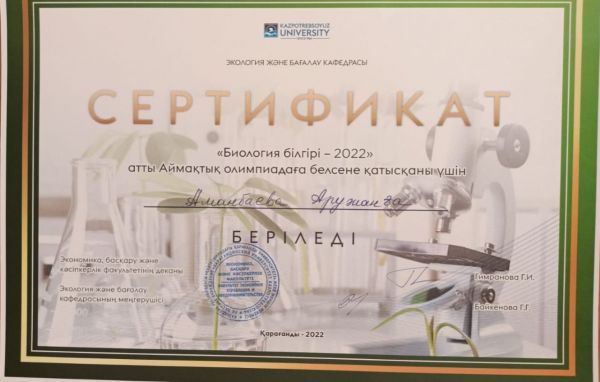 KAZPOTREBSOYUZ
UNIVERSITY
ЭКОЛОГИЯ ЖӘНЕ БАҒАЛАУ КАФЕДРАСЫ
СЕРТИФИКАТ
«Биология білгірі – 2022»
атты Аймақтық олимпиадаға белсене қатысқаны үшін
Аманбаева Аружанға
БЕРІЛЕДІ
Экономика, басқару және
кәсіпкерлік факультетінің деканы
Тимранова Г.И.
Экология және бағалау
кафедрасының меңгерушісі
Байкенова Г.Г.
Қарағанды - 2022